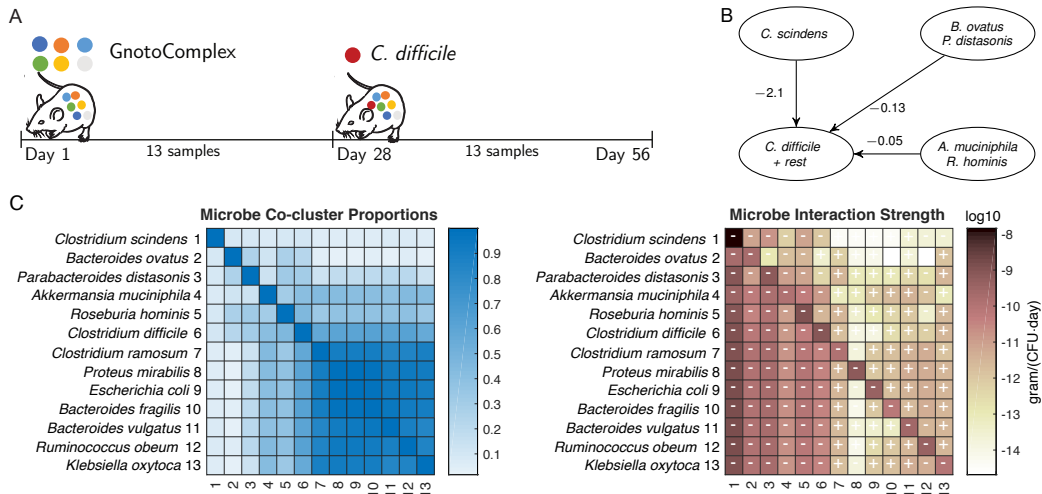 A
GnotoComplex
C. difficile
Day 1
13 samples
Day 28
13 samples
Day 56
B
C. scindens
B. ovatus
P. distasonis
−2.1
−0.13
C. difficile
+ rest
−0.05
A. muciniphila
R. hominis
C
Microbe Co-cluster Proportions
Clostridium scindens 1
Bacteroides ovatus 2
Parabacteroides distasonis 3
Akkermansia muciniphila 4
Roseburia hominis 5
Clostridium difficile 6
Clostridium ramosum 7
Proteus mirabilis 8
Escherichia coli 9
Bacteroides fragilis 10
Bacteroides vulgatus 11
Ruminococcus obeum 12
Klebsiella oxytoca 13
1 2 3 4 5 6 7 8 9 10 11 12 13
0.9
0.8
0.7
0.6
0.5
0.4
0.3
0.2
0.1
Microbe Interaction Strength
Clostridium scindens 1
Bacteroides ovatus 2
Parabacteroides distasonis 3
Akkermansia muciniphila 4
Roseburia hominis 5
Clostridium difficile 6
Clostridium ramosum 7
Proteus mirabilis 8
Escherichia coli 9
Bacteroides fragilis 10
Bacteroides vulgatus 11
Ruminococcus obeum 12
Klebsiella oxytoca 13
1 2 3 4 5 6 7 8 9 10 11 12 13
log10
-8
-9
-10
-11
-12
-13
-14
gram/(CFU·day)